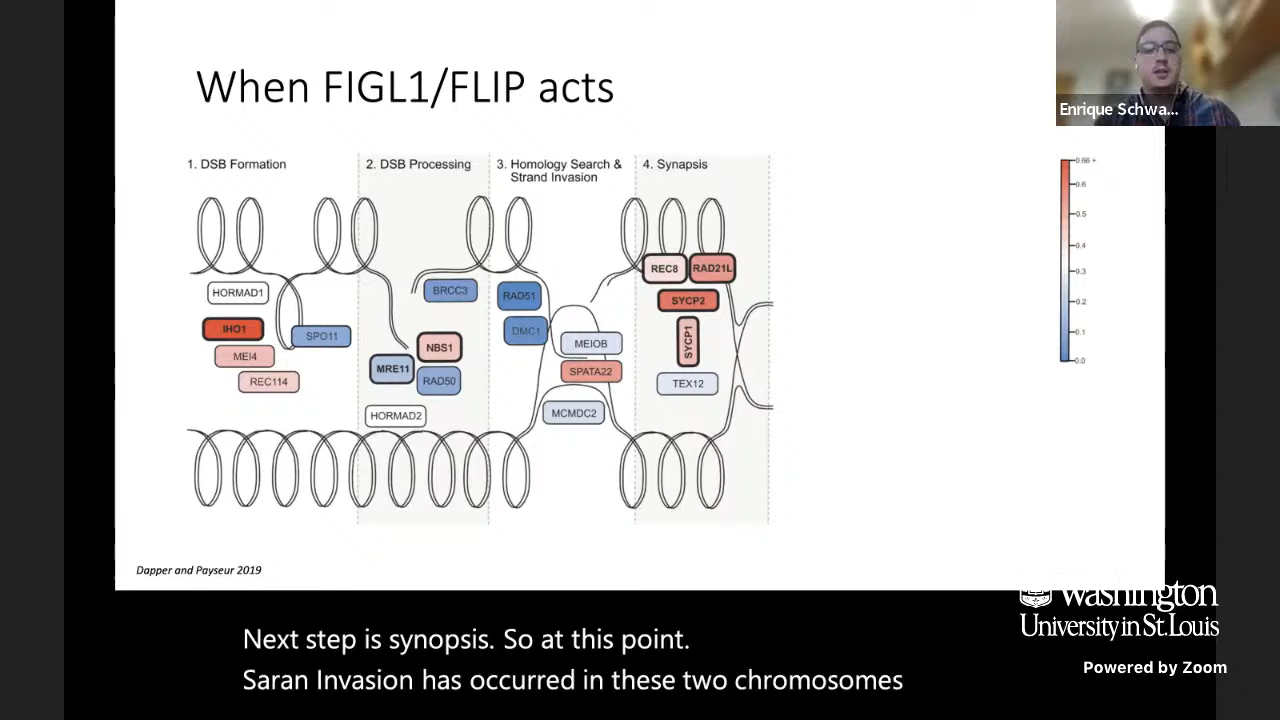 When FIGL1/FLIP acts
Enrique Schwa...
1. DSB Formation
2. DSB Processing
3. Homology Search &
Strand Invasion
4. Synapsis
HORMAD1
IHO1
MEI4
REC114
SPO11
BRCC3
NBS1
MRE11
RAD50
HORMAD2
RAD51
DMC1
MEIOB
SPATA22
MCMDC2
REC8
RAD21L
SYCP2
SYCP1
TEX12
0.66 +
0.6
0.5
0.4
0.3
0.2
0.1
0.0
Dapper and Payseur 2019
Washington
University in St. Louis
Powered by Zoom
Next step is synopsis. So at this point.
Saran Invasion has occurred in these two chromosomes